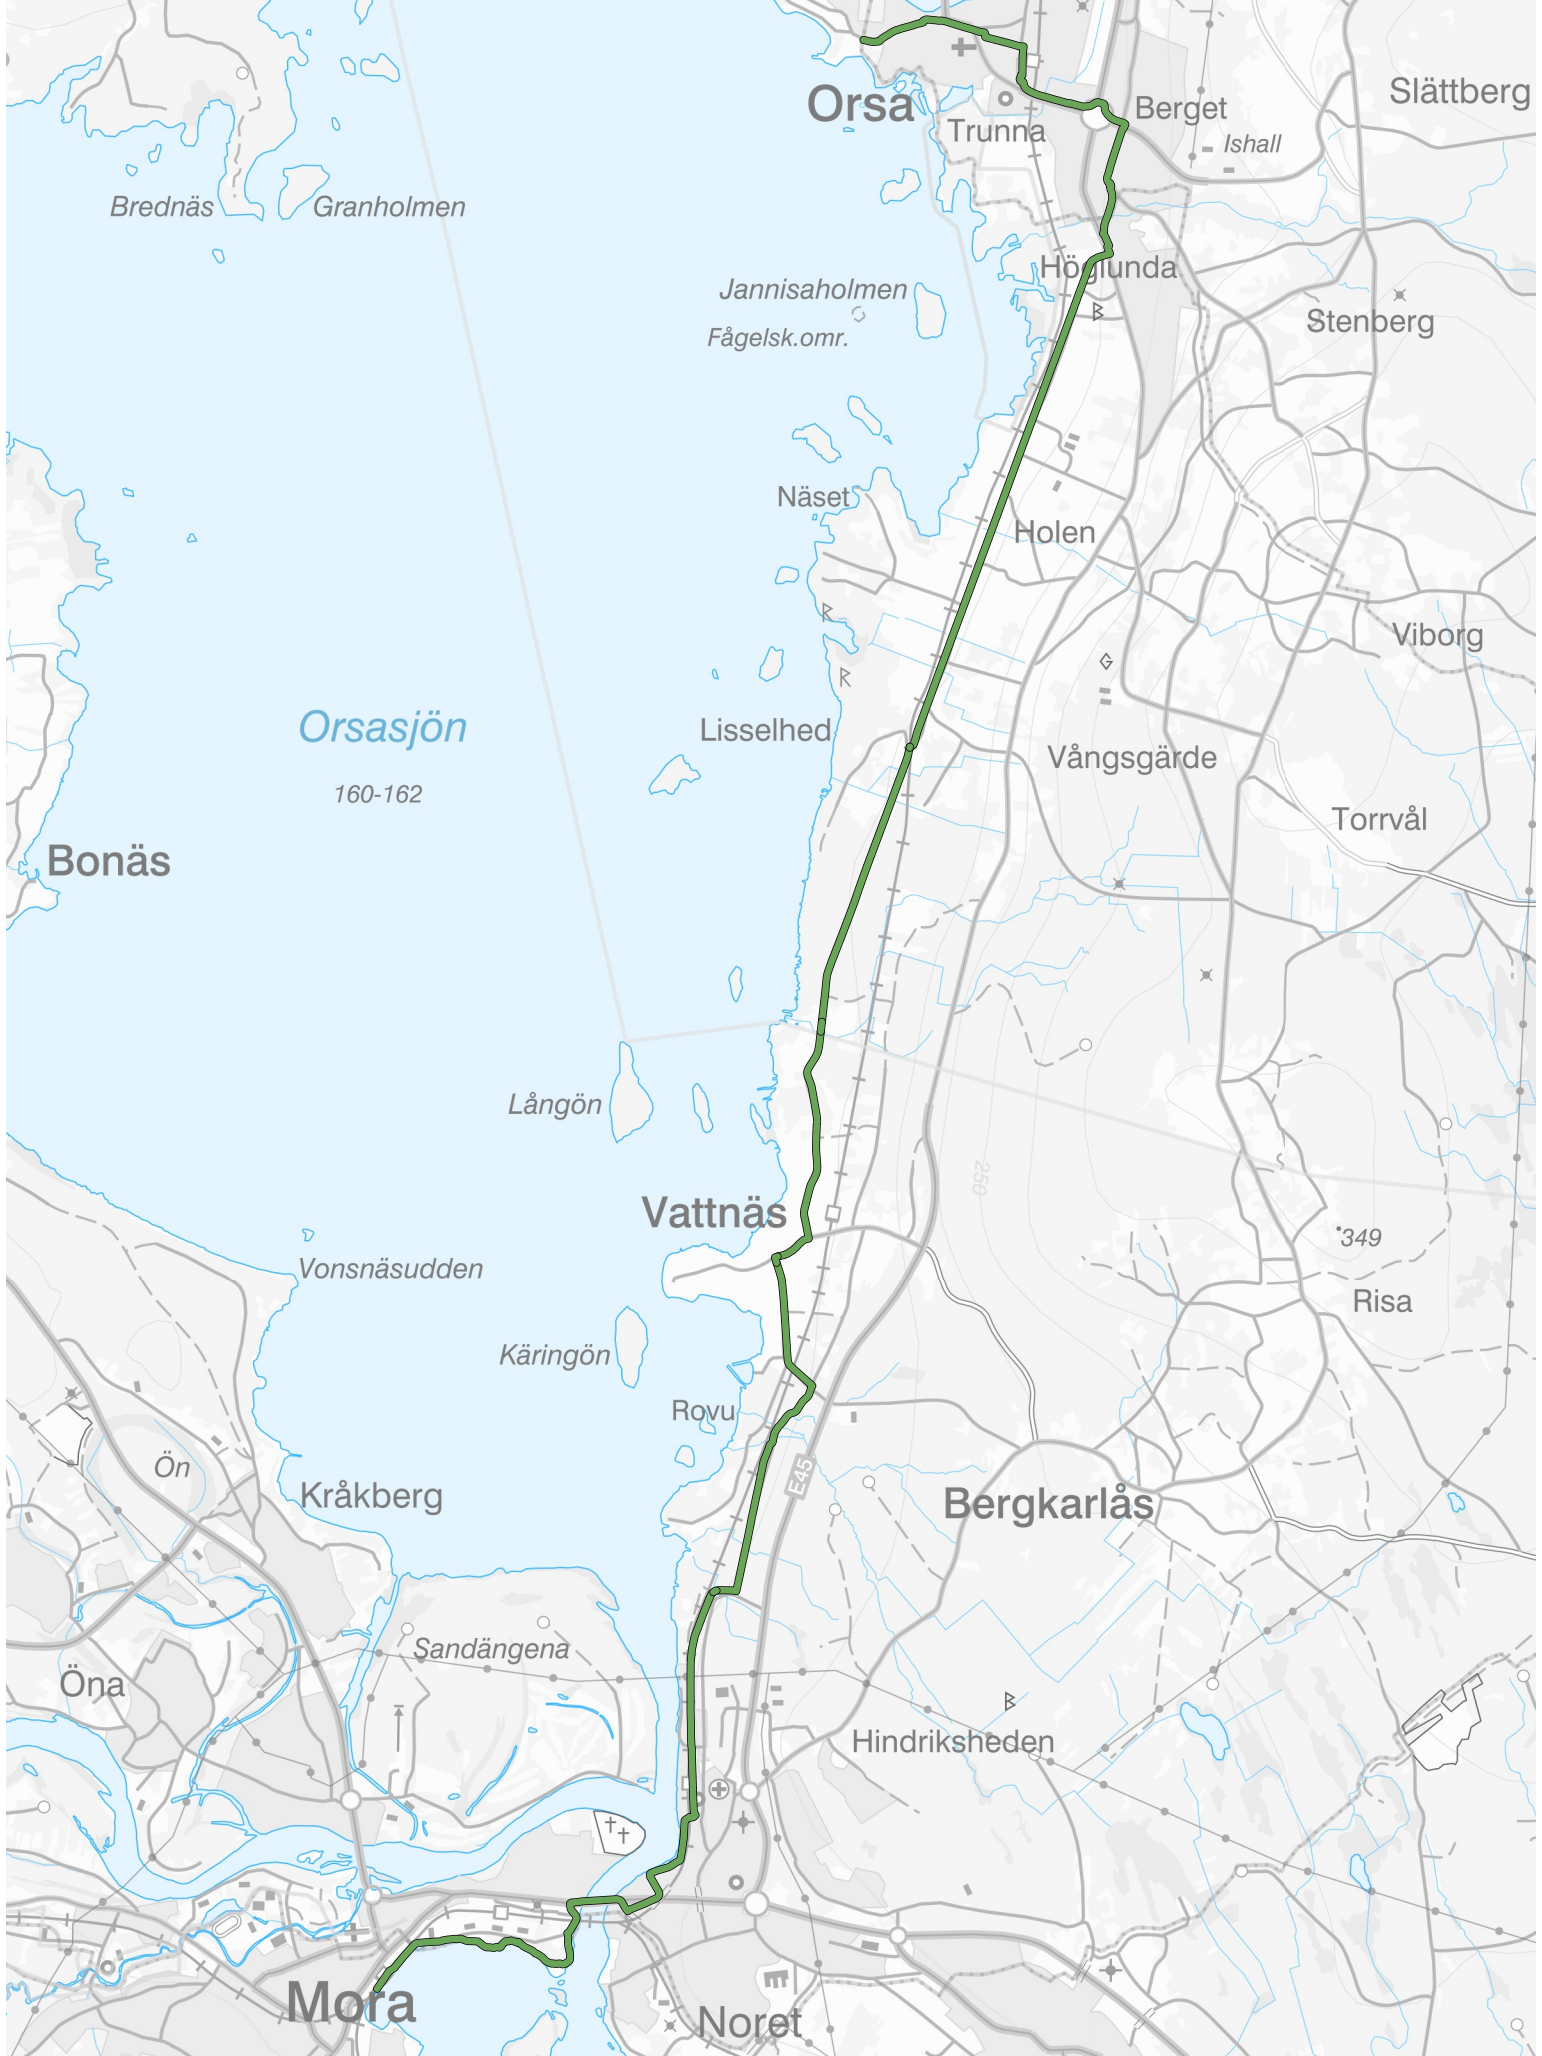 Slättberg
Orsa
Berget
Trunna
Ishall
Brednäs
Granholmen
Höglunda
Jannisaholmen
Stenberg
Fågelsk.omr.
Näset
Holen
R
Viborg
R
Orsasjön
Lisselhed
Vångsgärde
160-162
Torrvål
Bonäs
Långön
250
Vattnäs
349
Vonsnäsudden
Risa
Käringön
Rovu
Ön
E45
Kråkberg
Bergkarlås
Sandängena
Öna
Hindriksheden
Mora
Noret